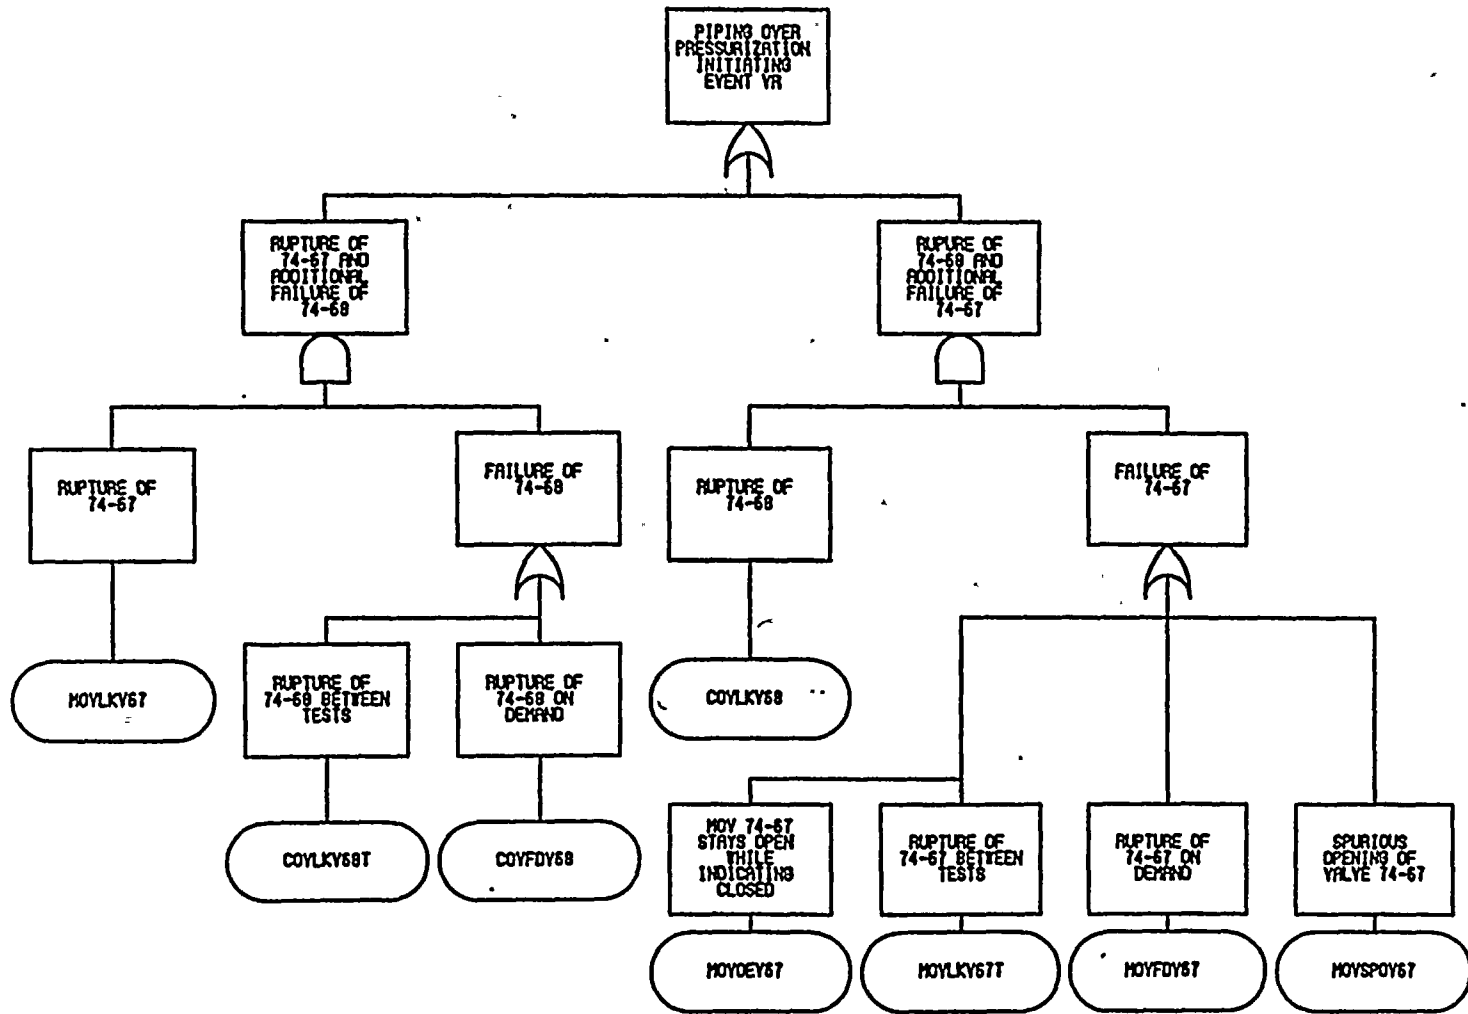 PIPING OVER
PRESSURIZATION
INITIATING
EVENT VR
RUPTURE OF
74-67 AND
ADDITIONAL
FAILURE OF
74-68
RUPURE OF
74-68 AND
ADDITIONAL
FAILURE OF
74-67
RUPTURE OF
74-67
FAILURE OF
74-68
RUPTURE OF
74-68
FAILURE OF
74-67
MOVLKV67
RUPTURE OF
74-68 BETWEEN
TESTS
RUPTURE OF
74-68 ON
DEMAND
COVLKV68
COVLKV68T
COVFDV68
MOV 74-67
STAYS OPEN
WHILE
INDICATING
CLOSED
RUPTURE OF
74-67 BETWEEN
TESTS
RUPTURE OF
74-67 ON
DEMAND
SPURIOUS
OPENING OF
VALVE 74-67
MOVOEV67
MOVLKV67T
MOVFDV67
MOVSPOV67